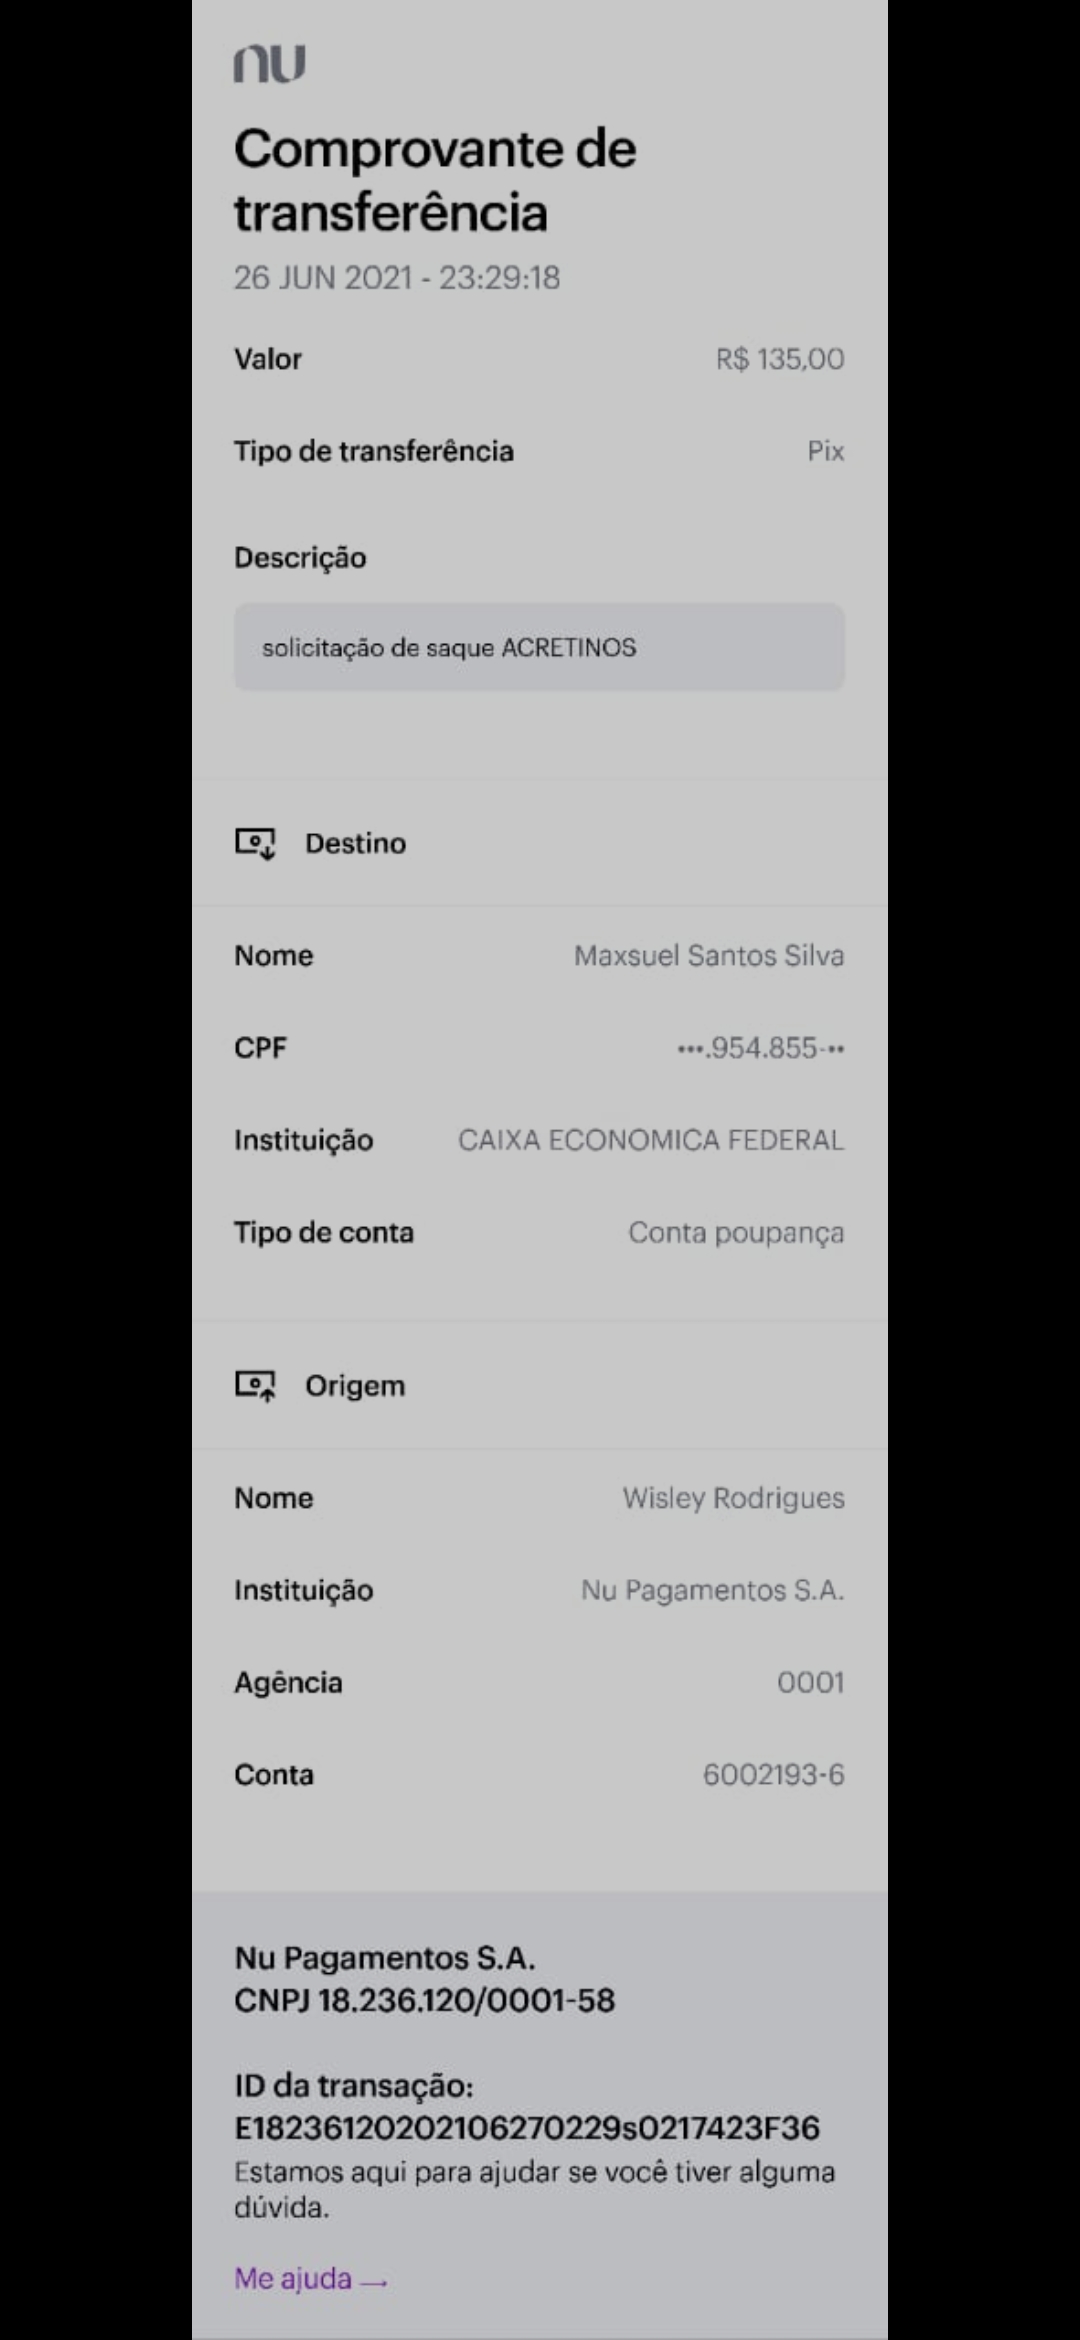 nu
Comprovante de
transferência
26 JUN 2021 - 23:29:18
Valor R$ 135,00
Tipo de transferência Pix
Descrição
solicitação de saque ACRETINOS
Destino
Nome Maxsuel Santos Silva
CPF •••.954.855-••
Instituição CAIXA ECONOMICA FEDERAL
Tipo de conta Conta poupança
Origem
Nome Wisley Rodrigues
Instituição Nu Pagamentos S.A.
Agência 0001
Conta 6002193-6
Nu Pagamentos S.A.
CNPJ 18.236.120/0001-58
ID da transação:
E18236120202106270229s0217423F36
Estamos aqui para ajudar se você tiver alguma
dúvida.
Me ajuda →